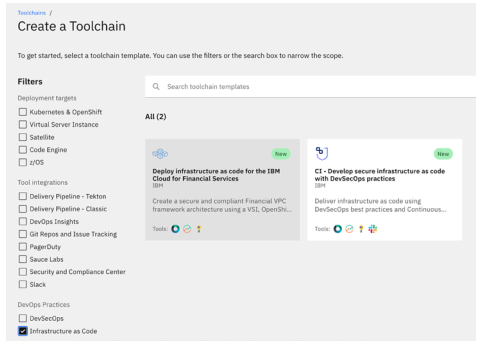 Toolchains /
Create a Toolchain
To get started, select a toolchain template. You can use the filters or the search box to narrow the scope.
Filters
Deployment targets
Kubernetes & OpenShift
Virtual Server Instance
Satellite
Code Engine
z/OS
Tool integrations
Delivery Pipeline - Tekton
Delivery Pipeline - Classic
DevOps Insights
Git Repos and Issue Tracking
PagerDuty
Sauce Labs
Security and Compliance Center
Slack
DevOps Practices
DevSecOps
Infrastructure as Code
Search toolchain templates
All (2)
New
Deploy infrastructure as code for the IBM
Cloud for Financial Services
IBM
Create a secure and compliant Financial VPC
framework architecture using a VSI, OpenShi...
Tools:
New
CI - Develop secure infrastructure as code
with DevSecOps practices
IBM
Deliver infrastructure as code using
DevSecOps best practices and Continuous...
Tools: